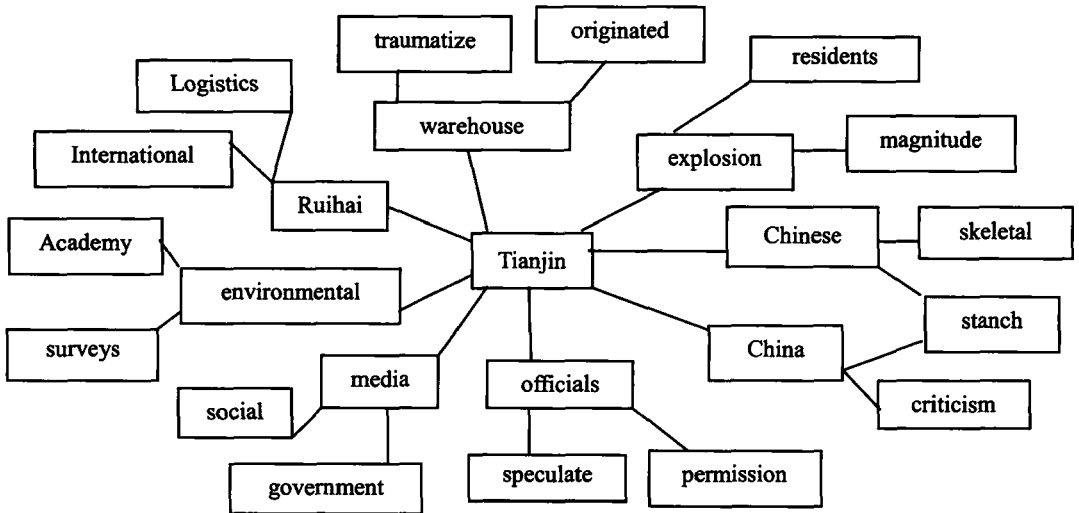 traumatize
originated
residents
Logistics
warehouse
magnitude
International
explosion
Ruihai
Academy
Chinese
skeletal
Tianjin
environmental
stanch
surveys
China
media
officials
social
criticism
speculate
permission
government